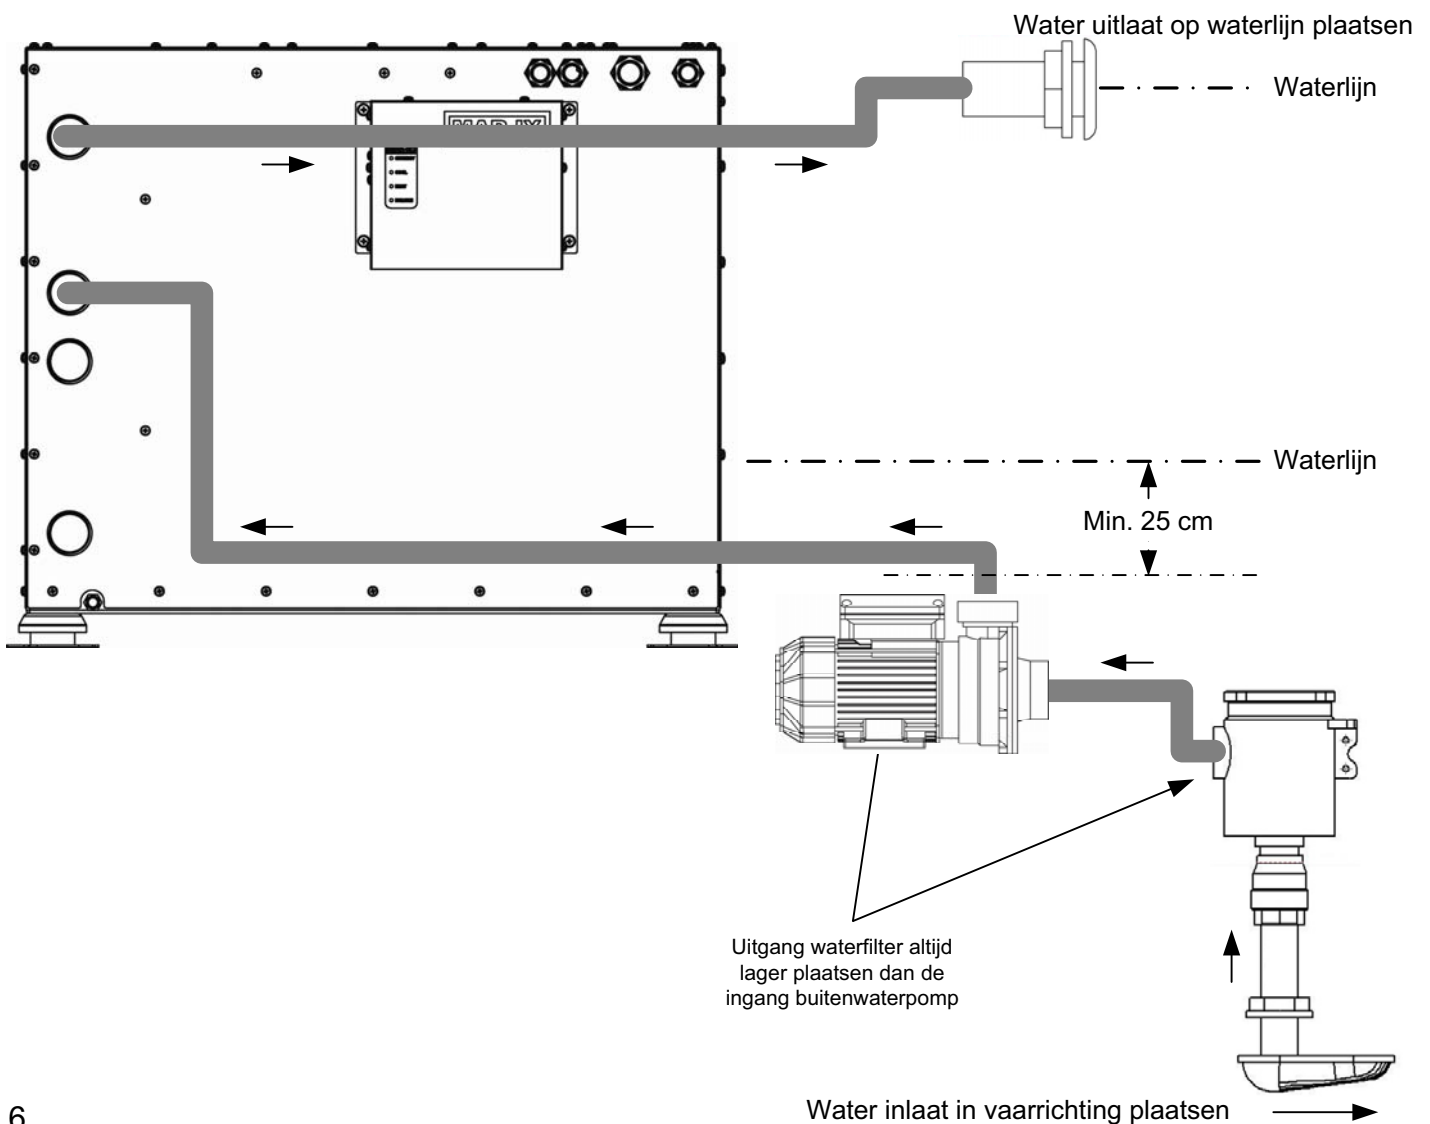 Water uitlaat op waterlijn plaatsen
Waterlijn
Waterlijn
Min. 25 cm
Uitgang waterfilter altijd
lager plaatsen dan de
ingang buitenwaterpomp
Water inlaat in vaarrichting plaatsen
6